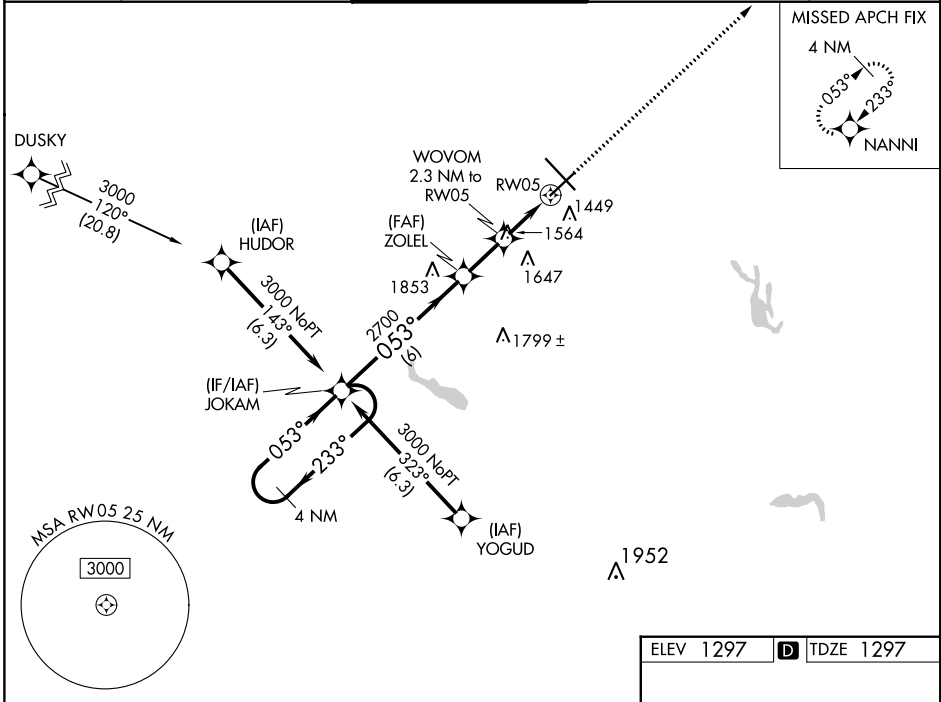 MISSED APCH FIX
4 NM
053°
233°
NANNI
DUSKY
3000
120°
(20.8)
(IAF)
HUDOR
3000 NoPT
143°
(6.3)
WOVOM
2.3 NM to
RW05
RW05
1449
1564
(FAF)
ZOLEL
1853
1647
2700
053°
(6)
1799 ±
(IF/IAF)
JOKAM
053°
233°
4 NM
3000 NoPT
323°
(6.3)
(IAF)
YOGUD
1952
MSA RW05 25 NM
3000
ELEV 1297 D TDZE 1297